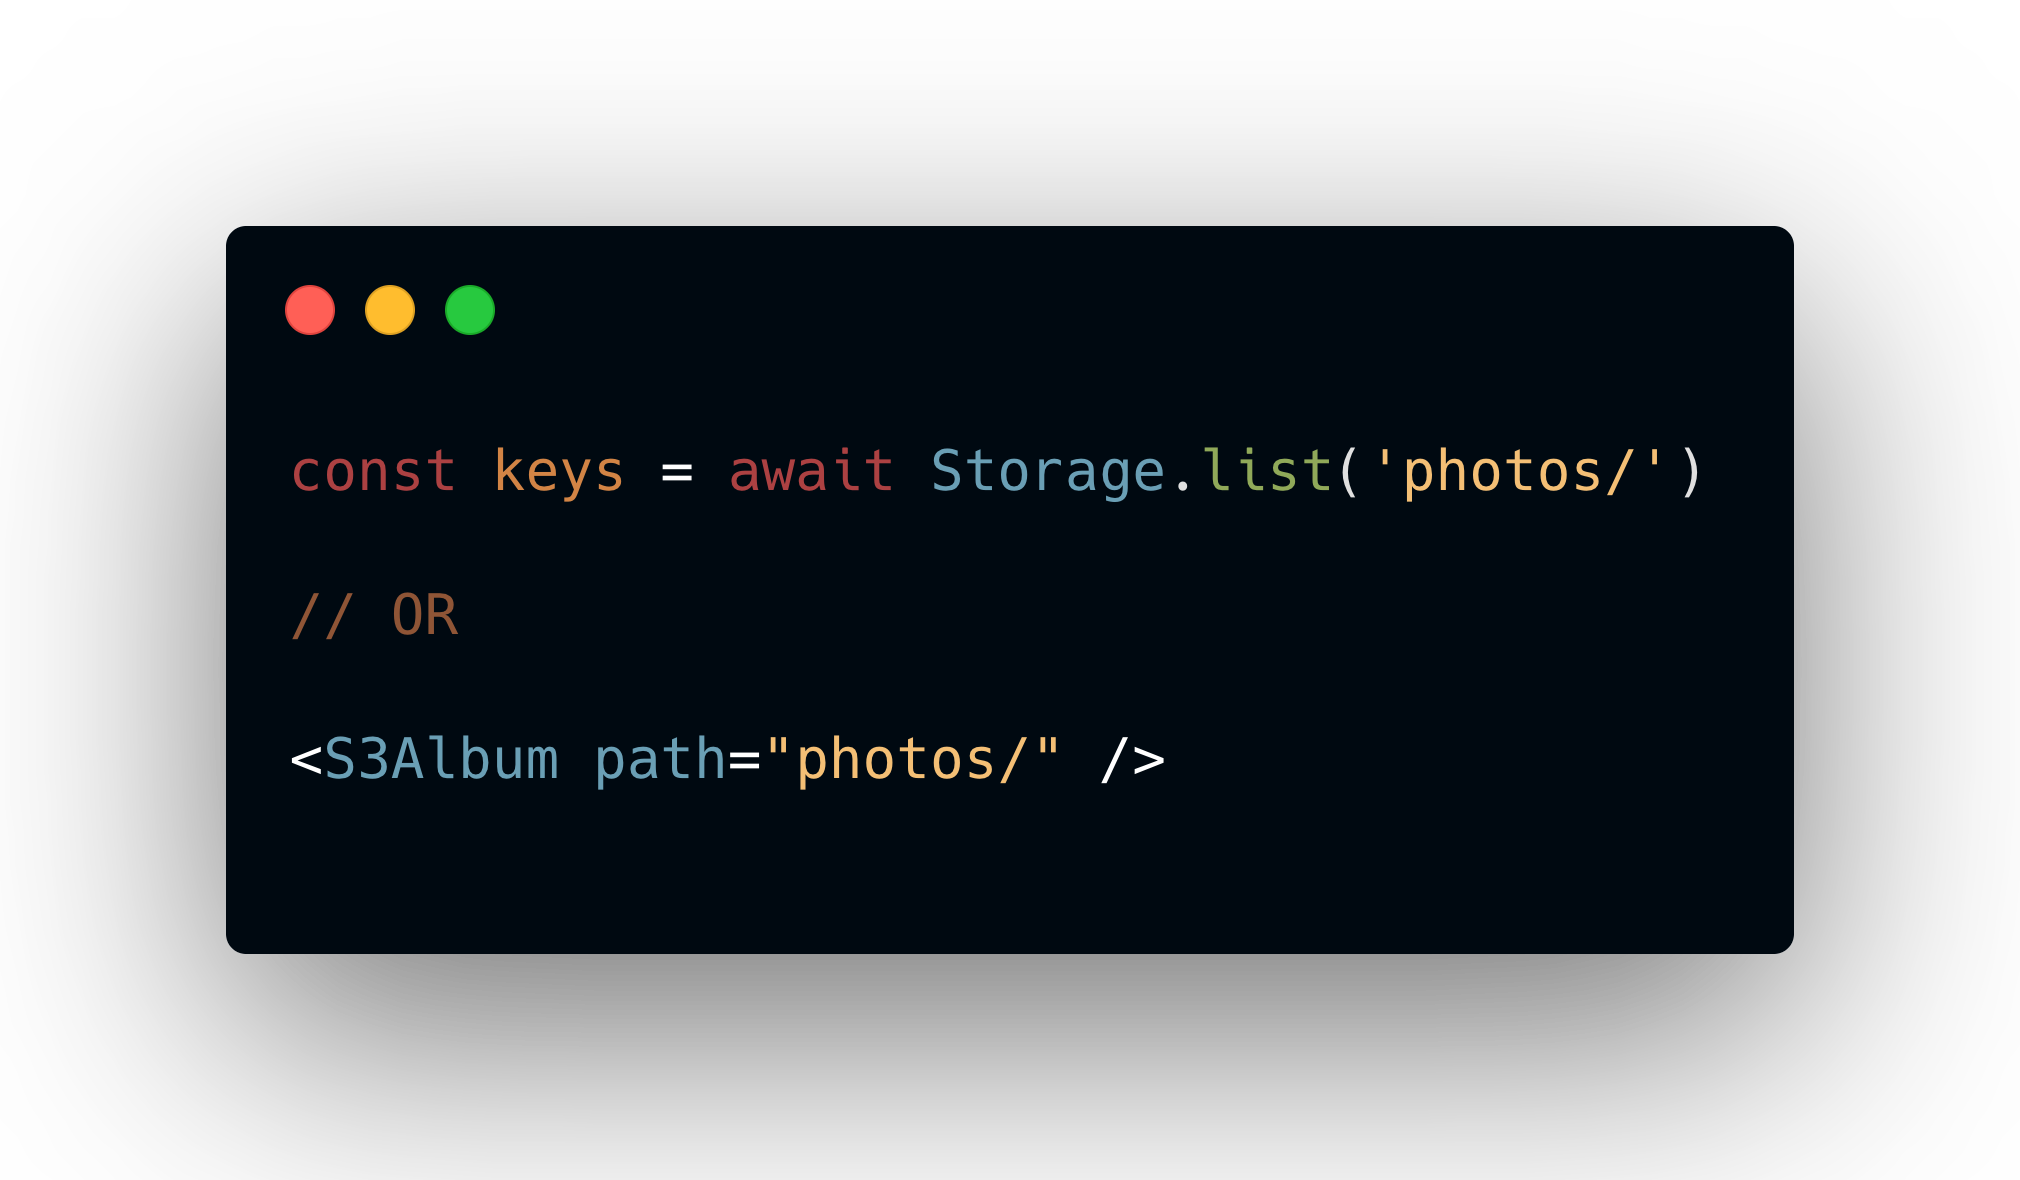 const keys = await Storage.list('photos/')
// OR
<S3Album path="photos/" />